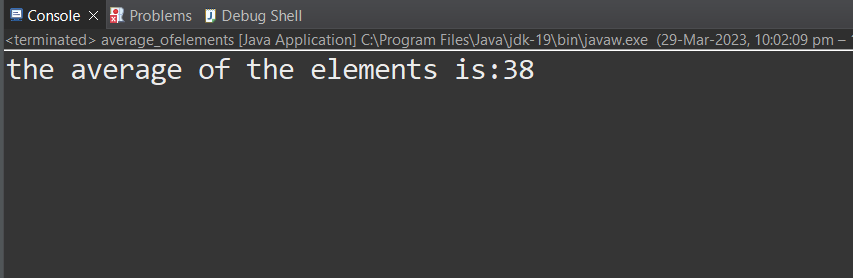 Console Problems Debug Shell
<terminated> average_ofelements [Java Application] C:\Program Files\Java\jdk-19\bin\javaw.exe (29-Mar-2023, 10:02:09 pm –
the average of the elements is:38